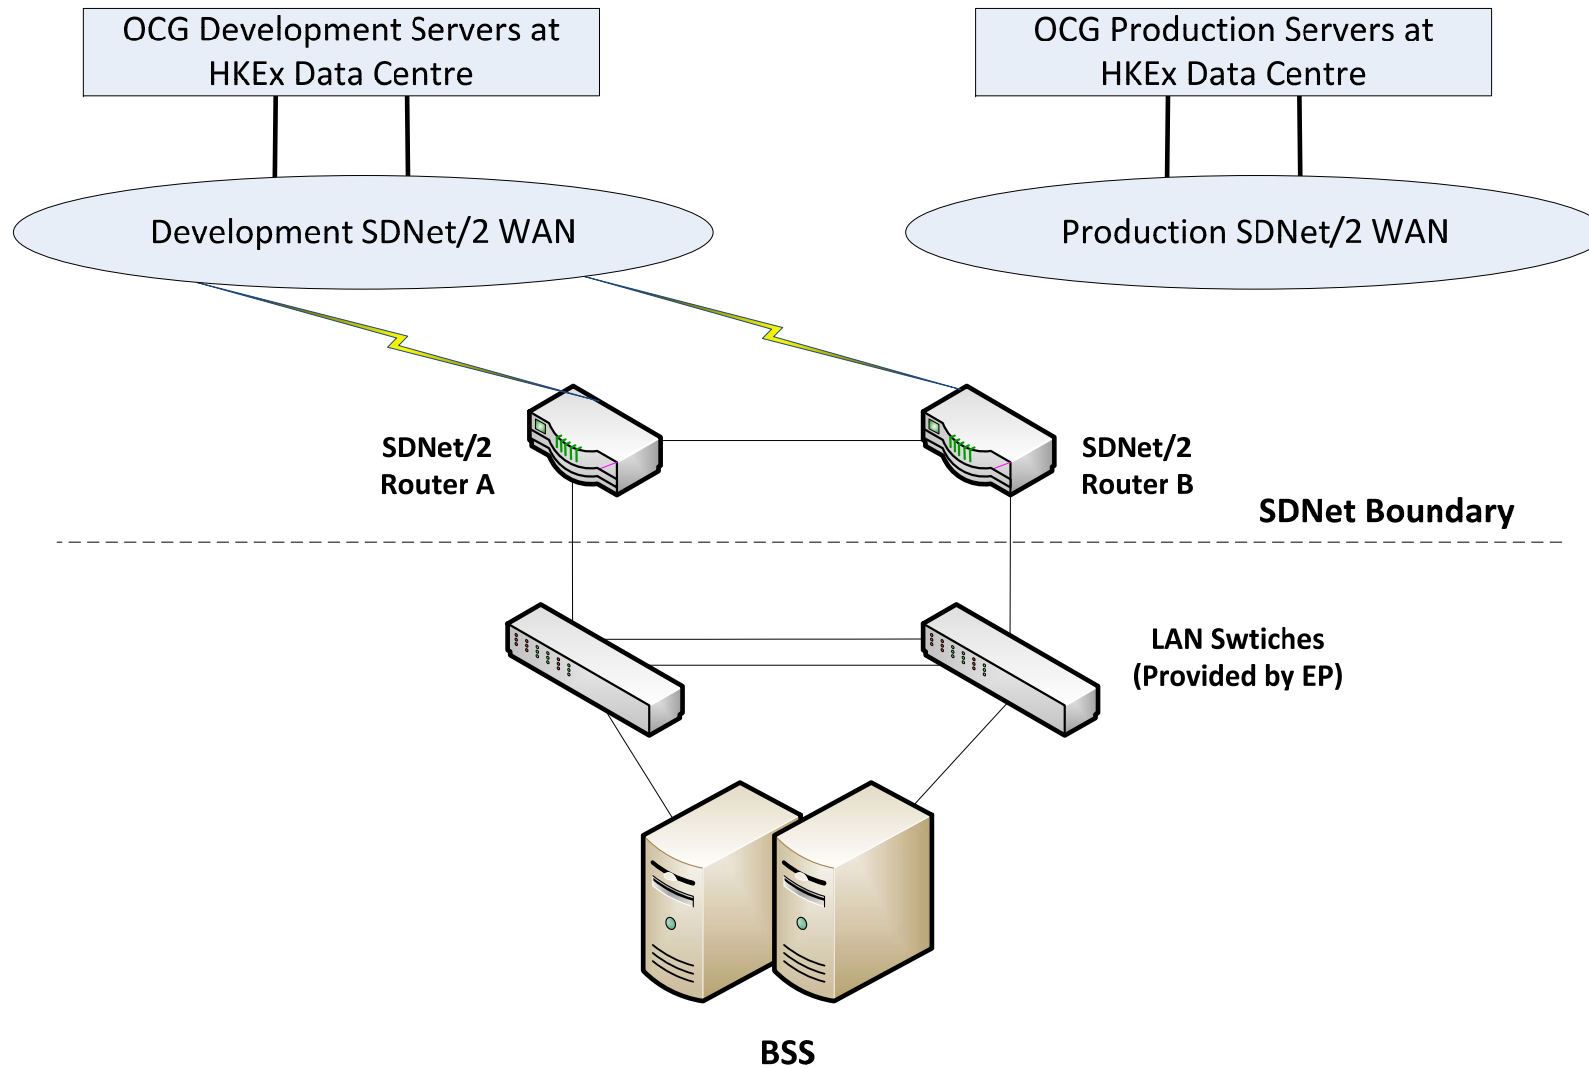 OCG Development Servers at
HKEx Data Centre
OCG Production Servers at
HKEx Data Centre
Development SDNet/2 WAN
Production SDNet/2 WAN
SDNet/2
Router A
SDNet/2
Router B
SDNet Boundary
LAN Swtiches
(Provided by EP)
BSS